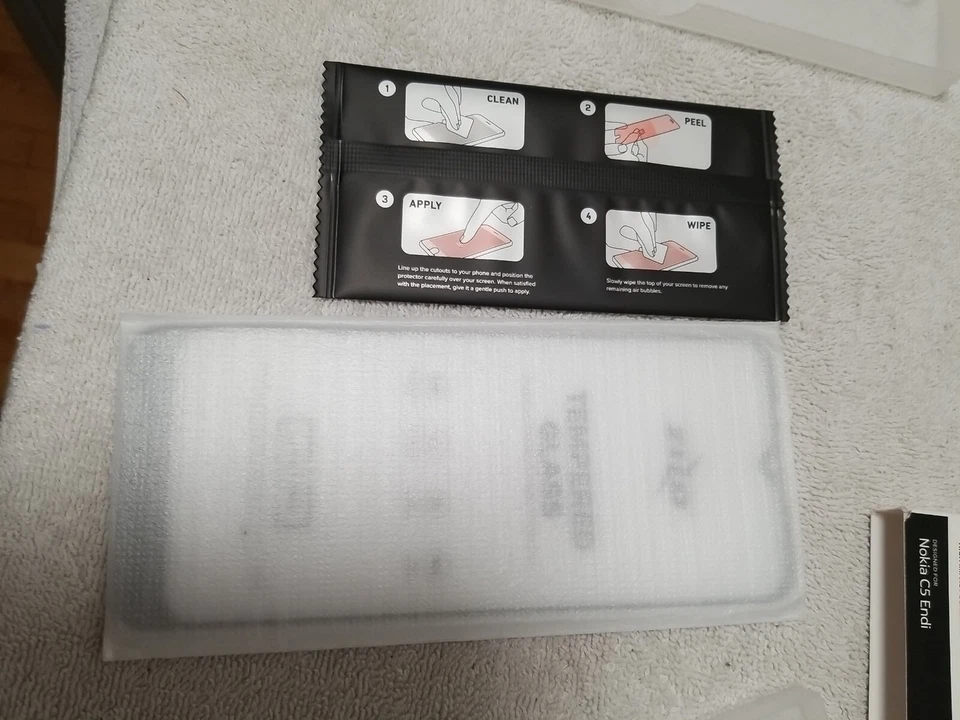 1
CLEAN
2
PEEL
3
APPLY
Line up the cutouts to your phone and position the
protector carefully over your screen. When satisfied
with the placement, give it a gentle push to apply.
4
WIPE
Slowly wipe the top of your screen to remove any
remaining air bubbles.
TEMPERED
GLASS
DESIGNED FOR
Nokia C5 Endi